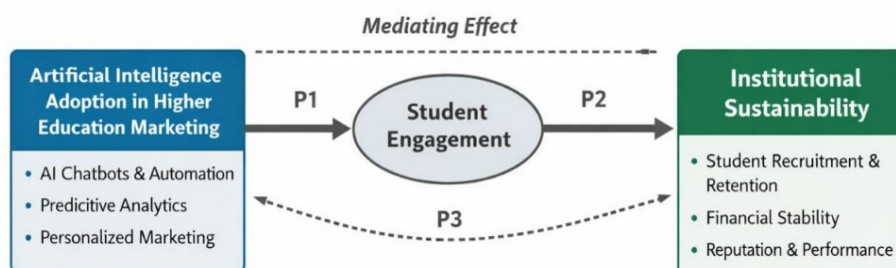 Mediating Effect
Artificial Intelligence
Adoption in Higher
Education Marketing
• AI Chatbots & Automation
• Predicitive Analytics
• Personalized Marketing
P1
Student
Engagement
P2
P3
Institutional
Sustainability
• Student Recruitment &
Retention
• Financial Stability
• Reputation & Performance